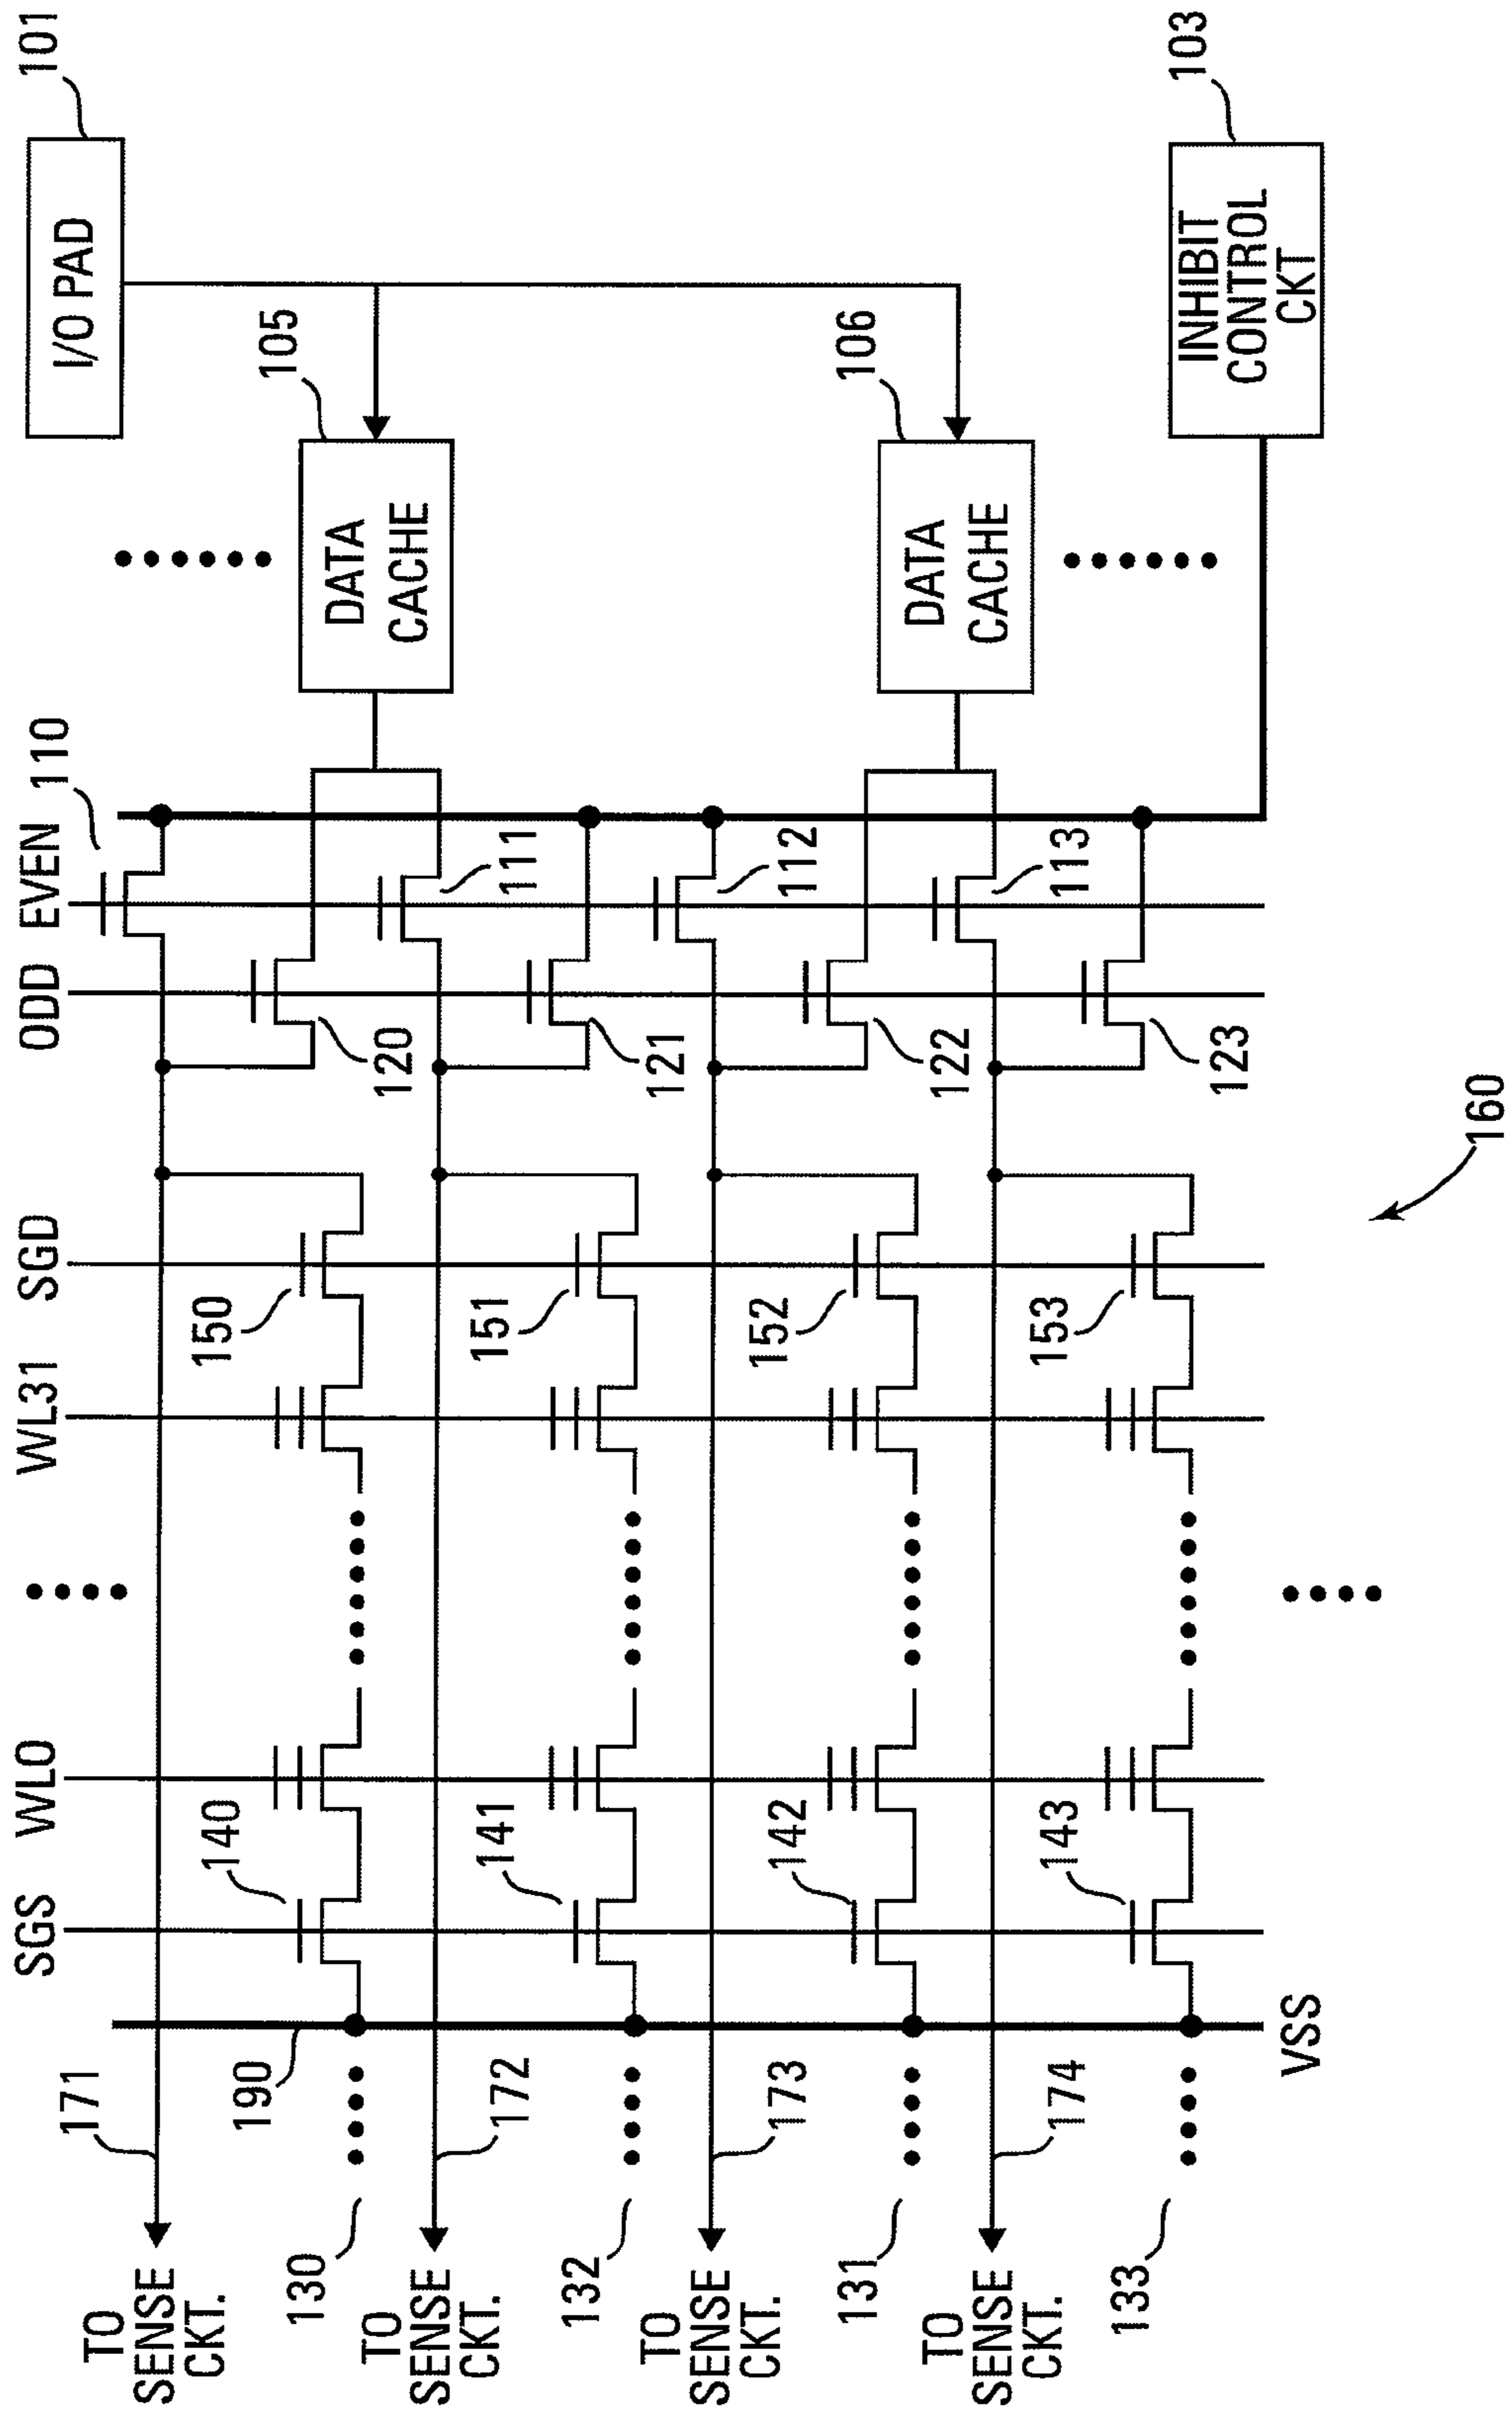 I/O PAD
101
DATA
CACHE
105
DATA
CACHE
106
INHIBIT
CONTROL
CKT
103
EVEN
110
111
112
113
ODD
120
121
122
123
SGD
150
151
152
153
WL31
WL0
SGS
140
141
142
143
160
190
VSS
171
172
173
174
130
132
131
133
TO
SENSE
CKT.
TO
SENSE
CKT.
TO
SENSE
CKT.
TO
SENSE
CKT.